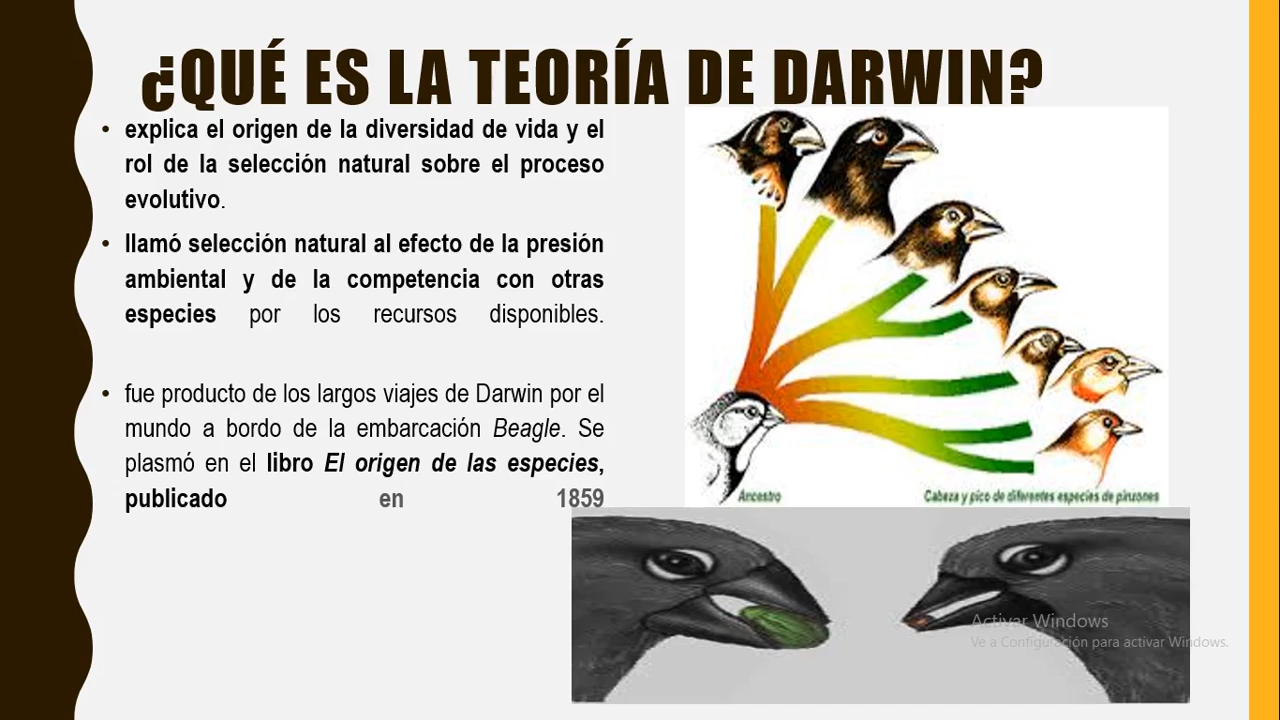 ¿QUÉ ES LA TEORÍA DE DARWIN?
• explica el origen de la diversidad de vida y el
rol de la selección natural sobre el proceso
evolutivo.
• llamó selección natural al efecto de la presión
ambiental y de la competencia con otras
especies por los recursos disponibles.
• fue producto de los largos viajes de Darwin por el
mundo a bordo de la embarcación Beagle. Se
plasmó en el libro El origen de las especies,
publicado en 1859
Ancestro
Cabeza y pico de diferentes especies de pinzones
Activar Windows
Ve a Configuración para activar Windows.